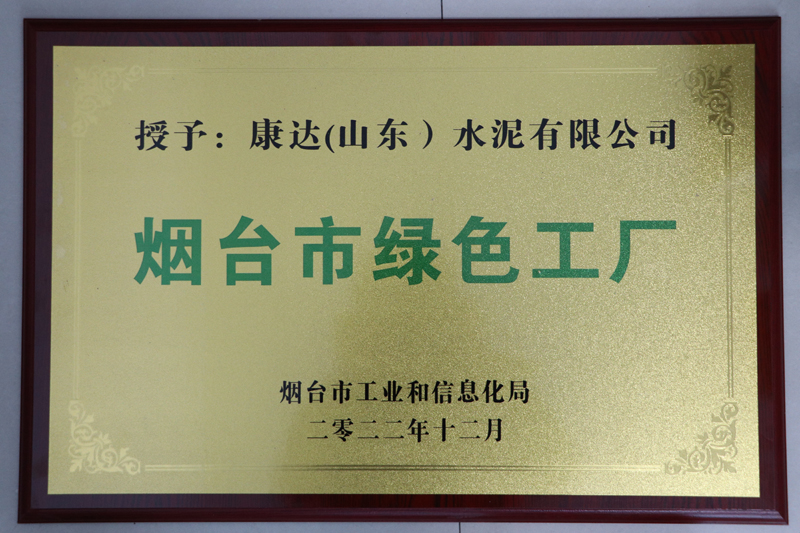 授予：康达(山东）水泥有限公司
烟台市绿色工厂
烟台市工业和信息化局
二零二二年十二月